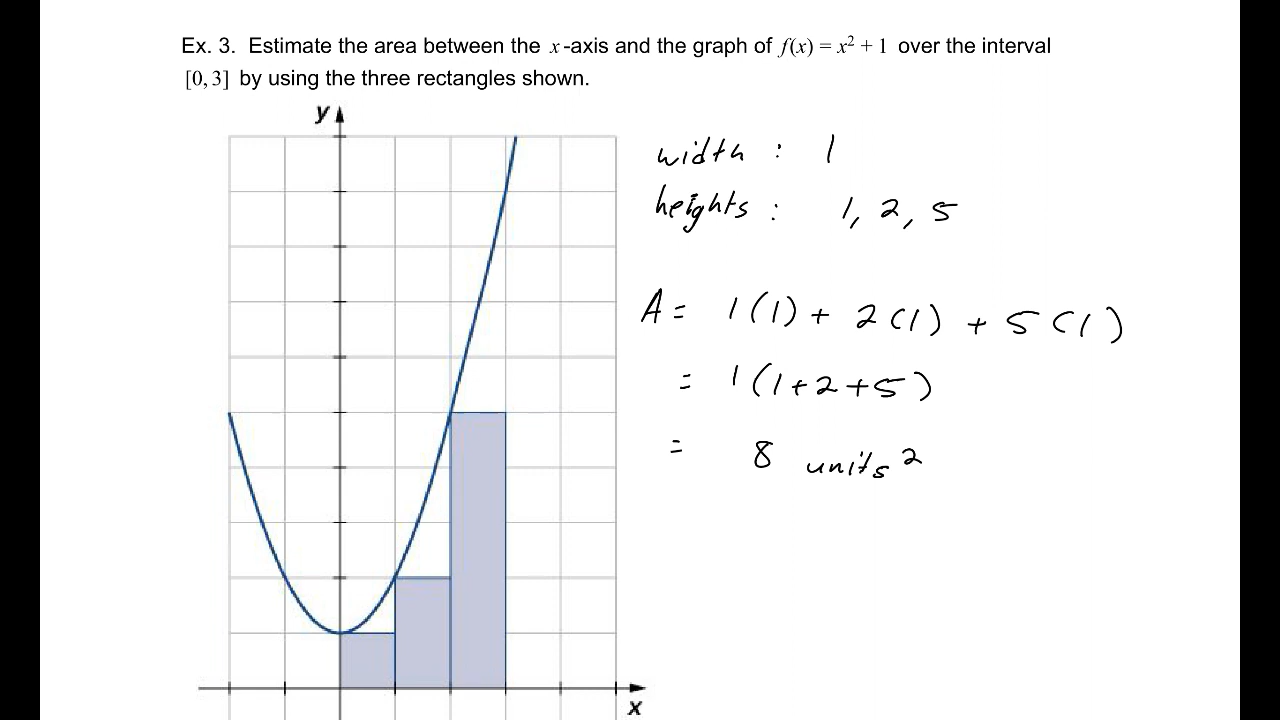 Ex. 3. Estimate the area between the x-axis and the graph of f(x) = x² + 1 over the interval
[0, 3] by using the three rectangles shown.
y
width : 1
heights : 1, 2, 5
A = 1(1) + 2(1) + 5(1)
= 1(1+2+5)
= 8 units²
x